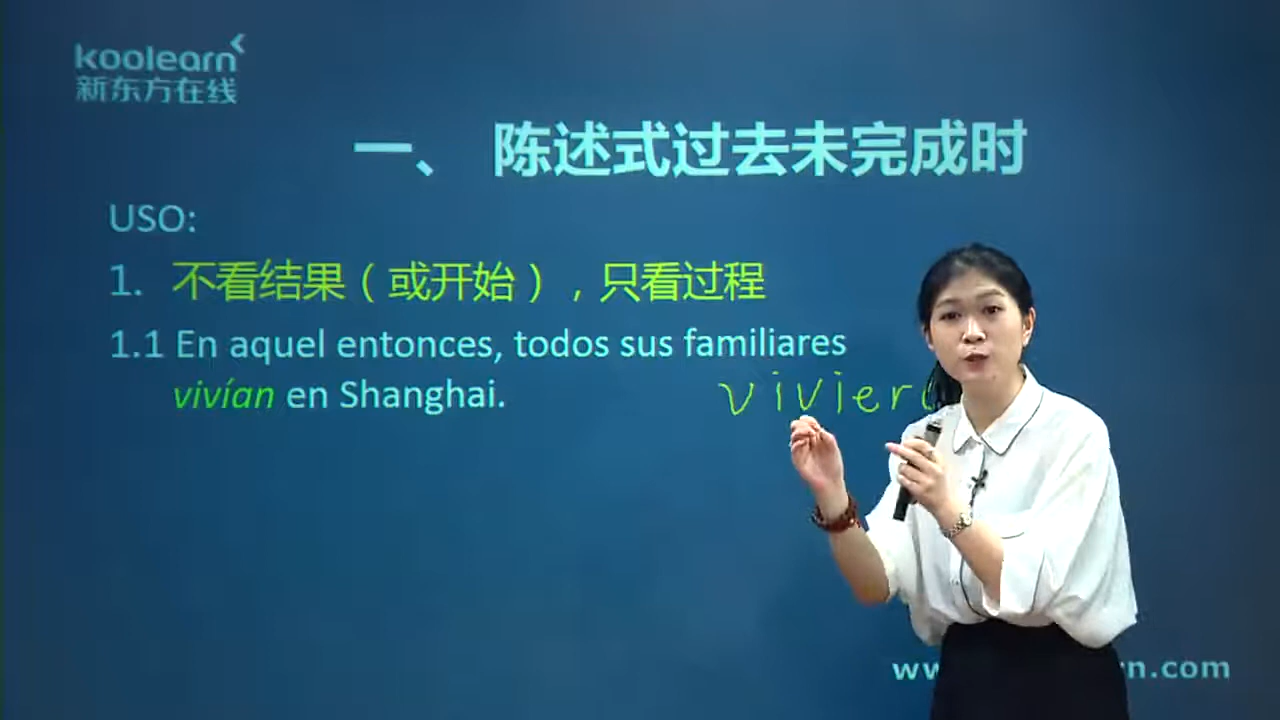 koolearn
新东方在线
一、 陈述式过去未完成时
USO:
1. 不看结果（或开始），只看过程
1.1 En aquel entonces, todos sus familiares
vivían en Shanghai.